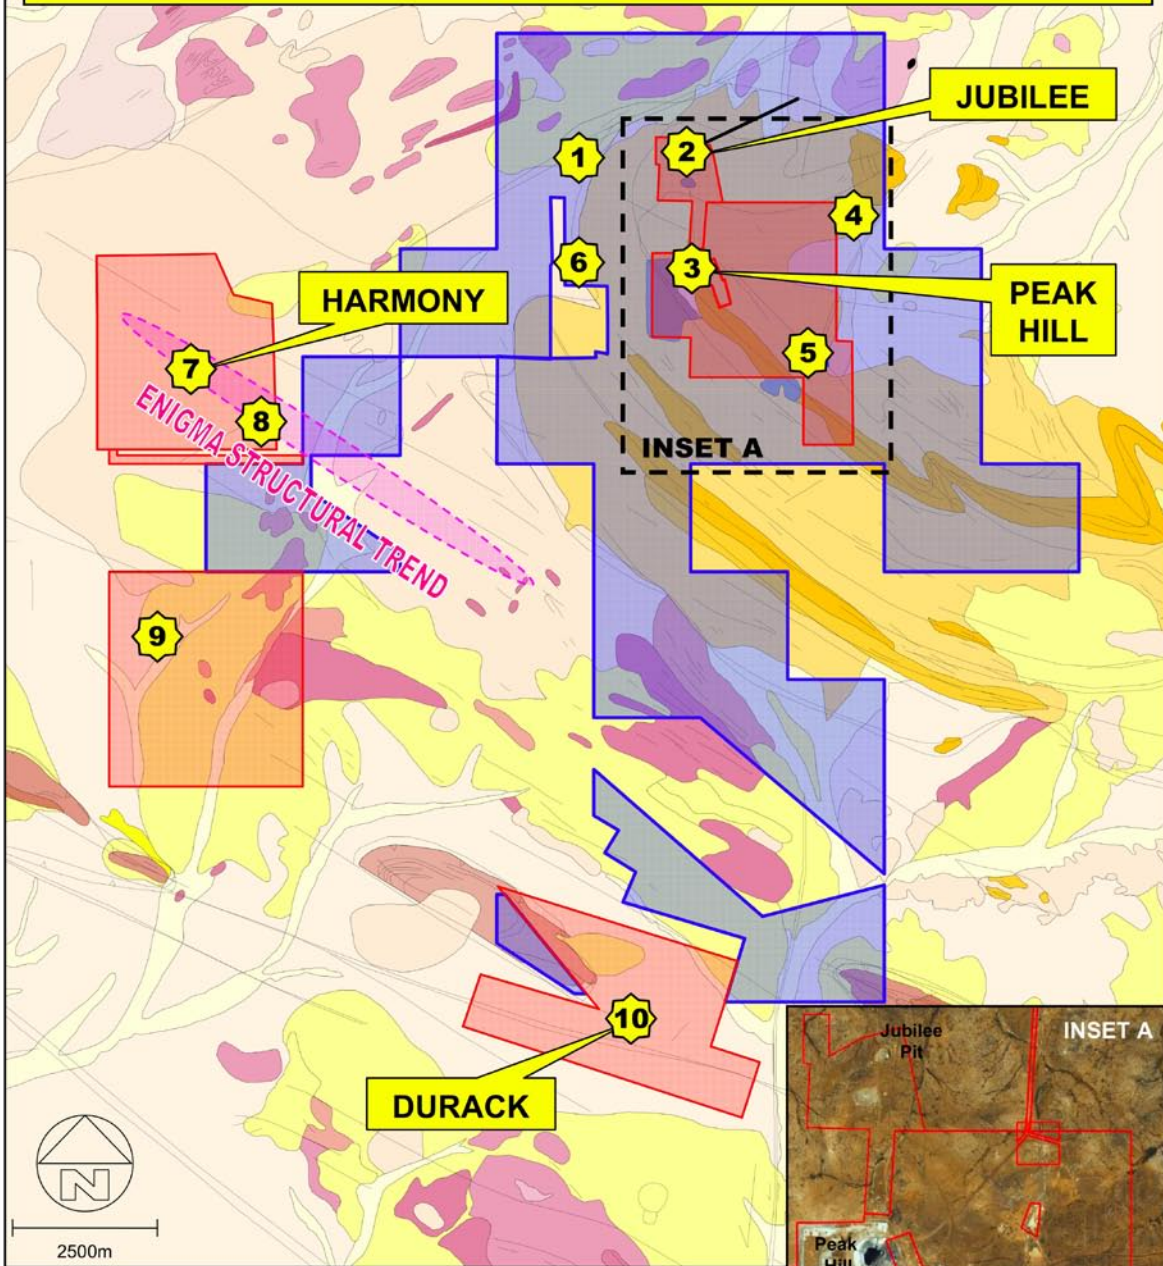 JUBILEE
1
2
4
6
3
HARMONY
PEAK
HILL
5
7
8
INSET A
ENIGMA STRUCTURAL TREND
9
10
DURACK
N
2500m
Jubilee
Pit
INSET A
Peak
Hill